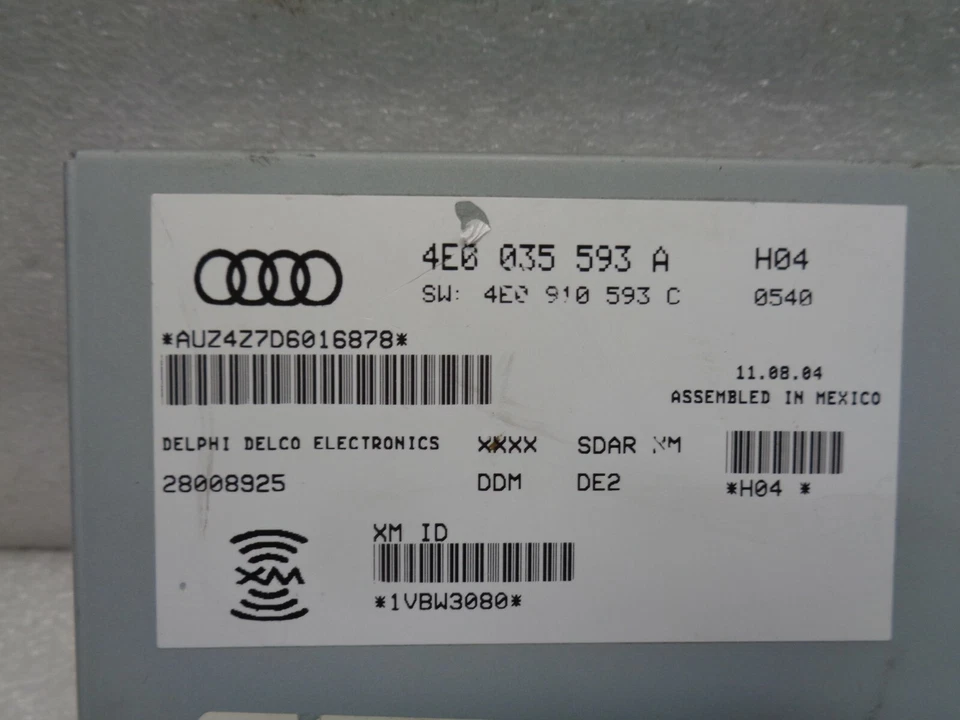 4E0 035 593 A H04
SW: 4E0 910 593 C 0540
*AUZ4Z7D6016878*
11.08.04
ASSEMBLED IN MEXICO
DELPHI DELCO ELECTRONICS XXXX SDAR XM
28008925 DDM DE2
*H04 *
XM ID
XM
*1VBW3080*